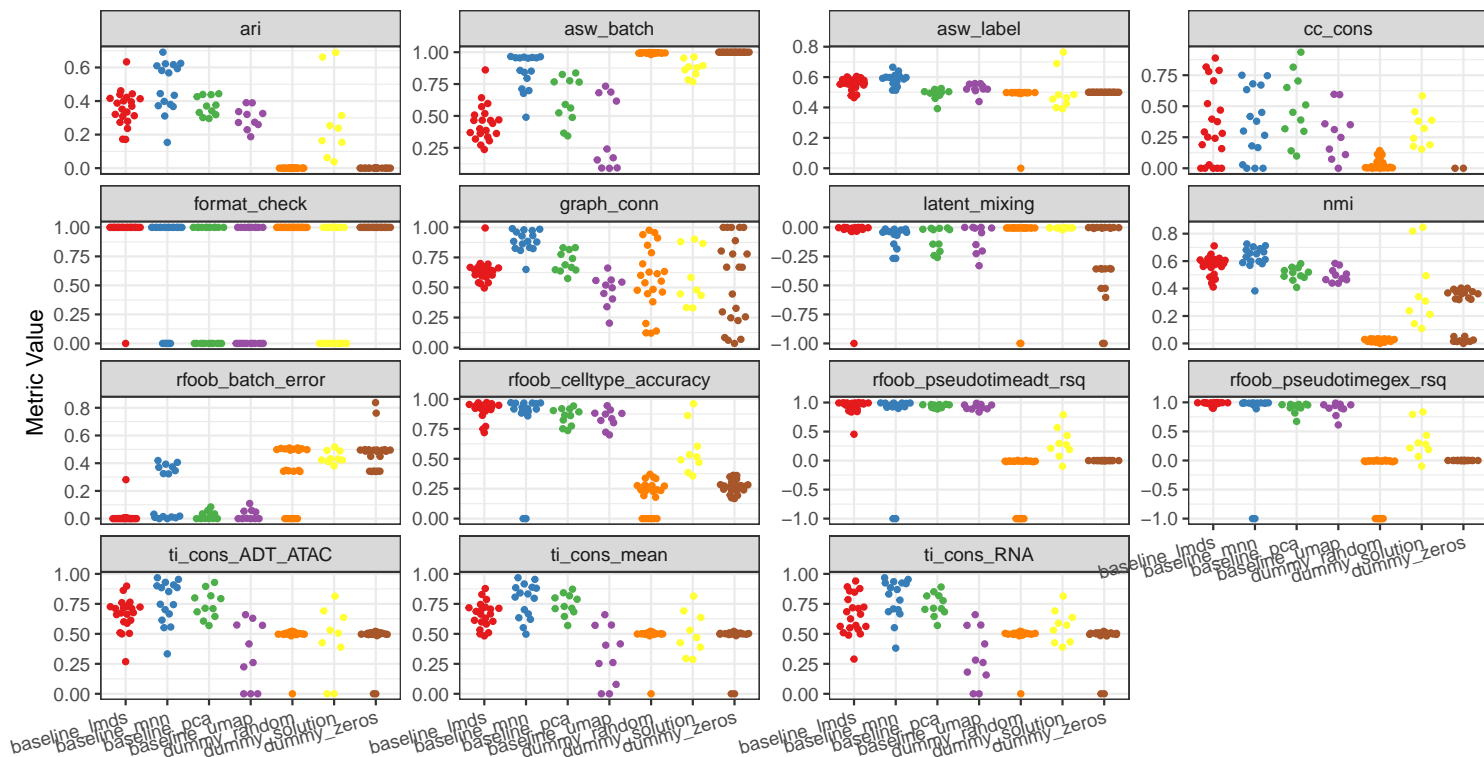 ari asw_batch asw_label cc_cons
0.6 1.00 0.8 0.75
0.4 0.75 0.6 0.50
0.2 0.50 0.4 0.25
0.0 0.25 0.2 0.00
0.0
format_check graph_conn latent_mixing nmi
1.00 1.00 0.00 0.8
0.75 0.75 −0.25 0.6
0.50 0.50 −0.50 0.4
0.25 0.25 −0.75 0.2
0.00 0.00 −1.00 0.0
Metric Value
rfoob_batch_error rfoob_celltype_accuracy rfoob_pseudotimeadt_rsq rfoob_pseudotimegex_rsq
0.8 1.00 1.0 1.0
0.6 0.75 0.5 0.5
0.4 0.50 0.0 0.0
0.2 0.25 −0.5 −0.5
0.0 0.00 −1.0 −1.0
baseline_lmds
baseline_mnn
baseline_pca
baseline_umap
dummy_random
dummy_solution
dummy_zeros
ti_cons_ADT_ATAC ti_cons_mean ti_cons_RNA
1.00 1.00 1.00
0.75 0.75 0.75
0.50 0.50 0.50
0.25 0.25 0.25
0.00 0.00 0.00
baseline_lmds
baseline_mnn
baseline_pca
baseline_umap
dummy_random
dummy_solution
dummy_zeros
baseline_lmds
baseline_mnn
baseline_pca
baseline_umap
dummy_random
dummy_solution
dummy_zeros
baseline_lmds
baseline_mnn
baseline_pca
baseline_umap
dummy_random
dummy_solution
dummy_zeros